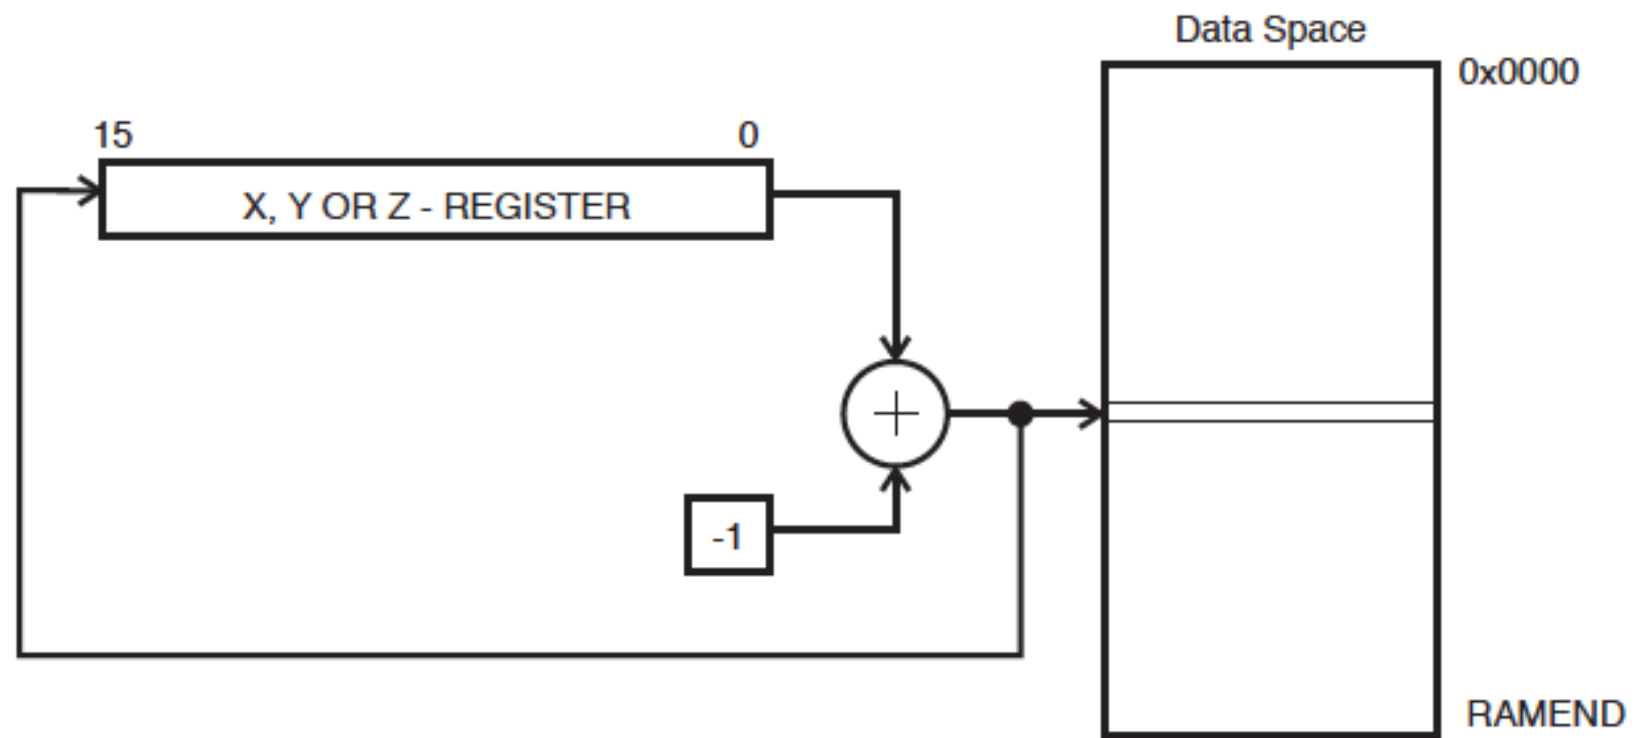 Data Space
0x0000
15
0
X, Y OR Z - REGISTER
-1
RAMEND